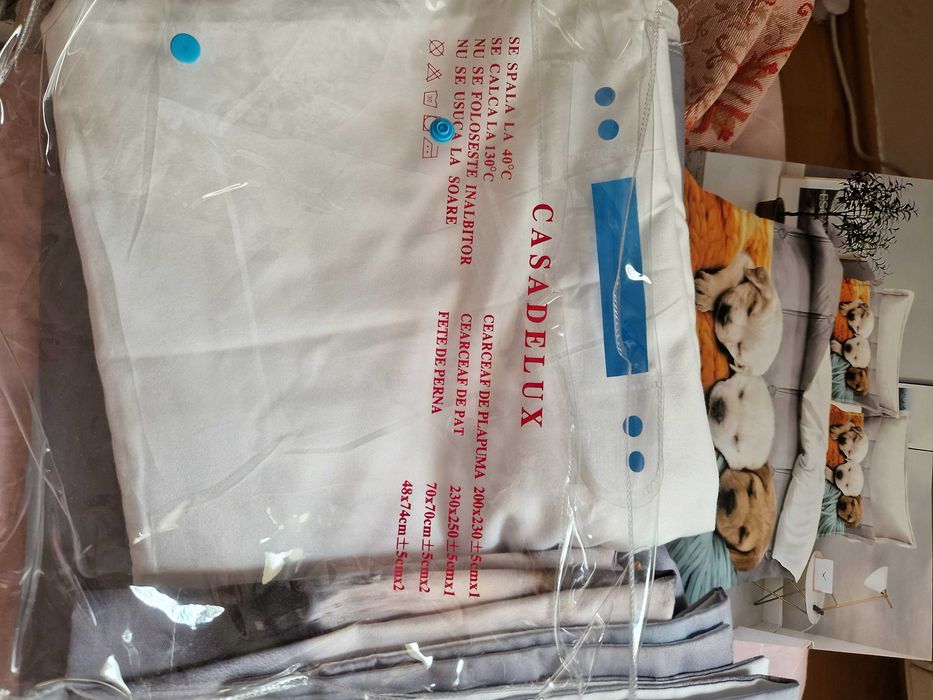 CASADELUX
SE SPALA LA 40°C
SE CALCA LA 130°C
NU SE FOLOSESTE INALBITOR
NU SE USUCA LA SOARE
30
CEARCEAF DE PLAPUMA 200x230±5cmx1
CEARCEAF DE PAT 230x250±5cmx1
FETE DE PERNA 70x70cm±5cmx2
48x74cm±5cmx2